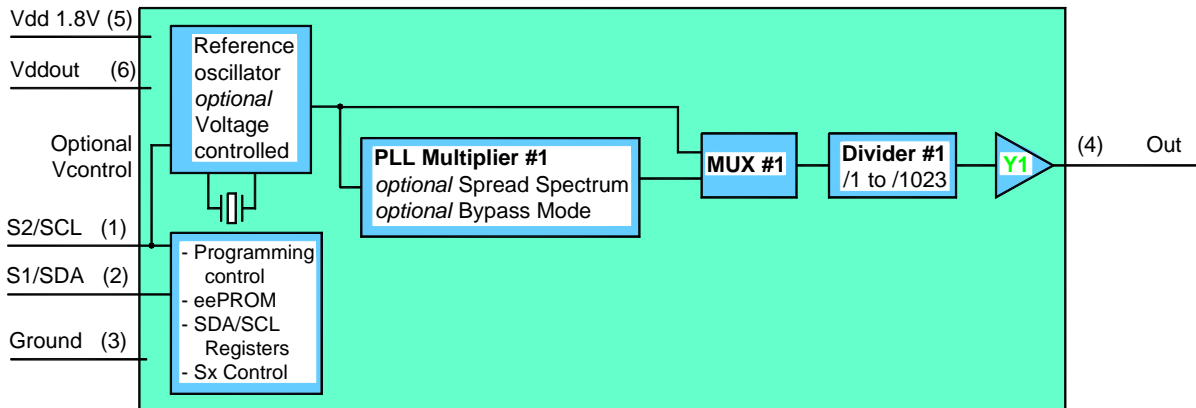 Vdd 1.8V (5)
Vddout (6)
Optional
Vcontrol
S2/SCL (1)
S1/SDA (2)
Ground (3)
Reference
oscillator
optional
Voltage
controlled
- Programming
control
- eePROM
- SDA/SCL
Registers
- Sx Control
PLL Multiplier #1
optional Spread Spectrum
optional Bypass Mode
MUX #1
Divider #1
/1 to /1023
Y1
(4) Out